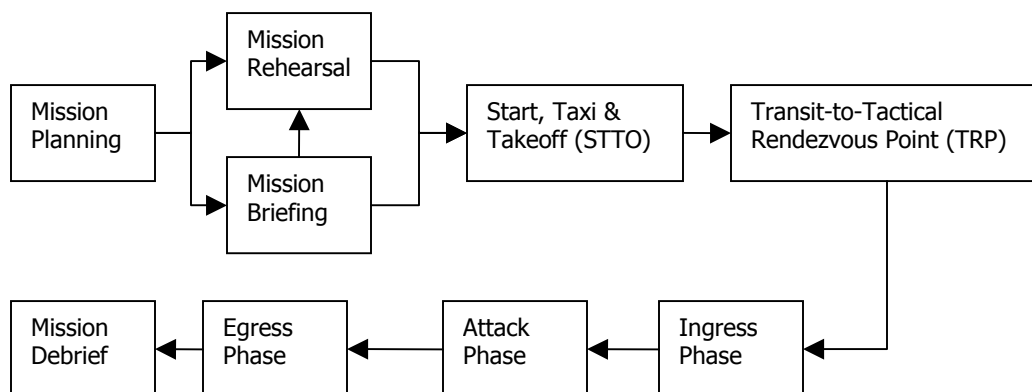 Mission
Planning
Mission
Rehearsal
Mission
Briefing
Start, Taxi &
Takeoff (STTO)
Transit-to-Tactical
Rendezvous Point (TRP)
Ingress
Phase
Attack
Phase
Egress
Phase
Mission
Debrief